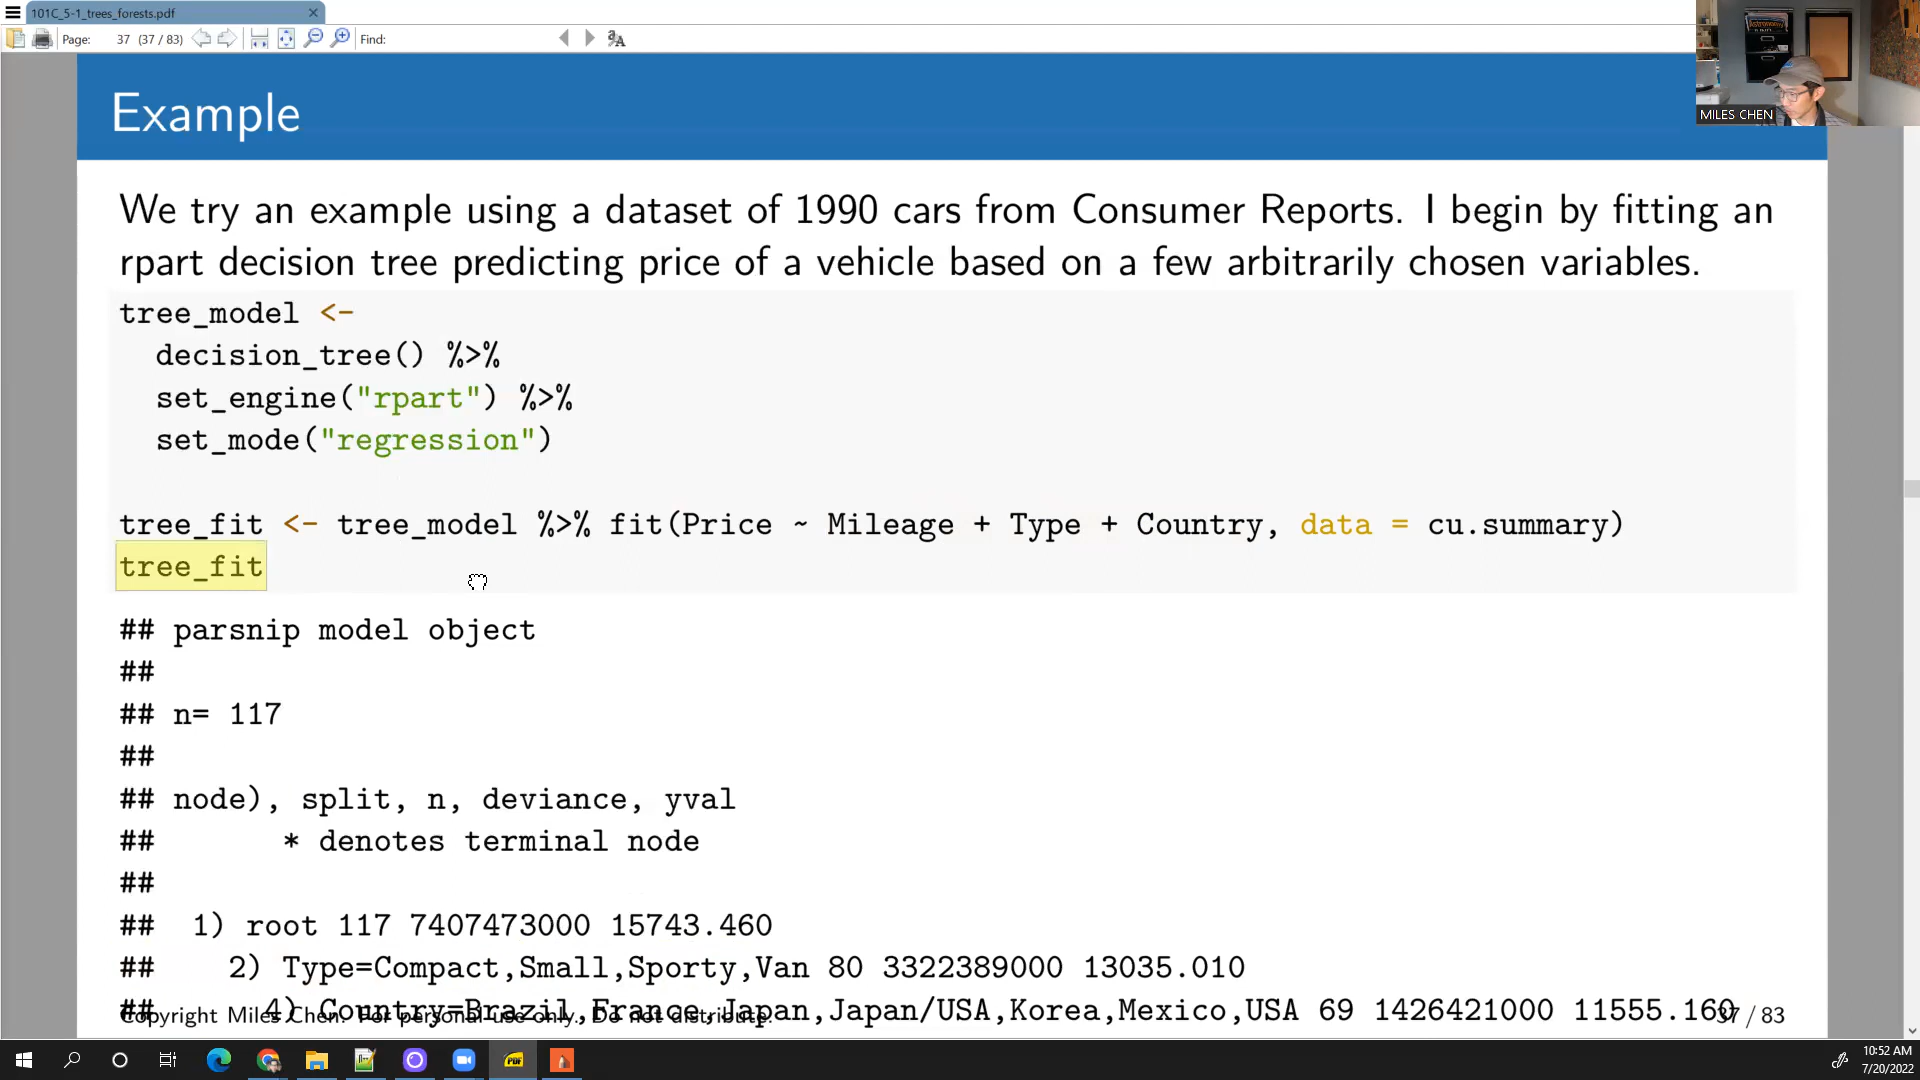 101C_5-1_trees_forests.pdf
Page: 37 (37 / 83) Find:
MILES CHEN
Example
We try an example using a dataset of 1990 cars from Consumer Reports. I begin by fitting an
rpart decision tree predicting price of a vehicle based on a few arbitrarily chosen variables.
tree_model <-
decision_tree() %>%
set_engine("rpart") %>%
set_mode("regression")
tree_fit <- tree_model %>% fit(Price ~ Mileage + Type + Country, data = cu.summary)
tree_fit
## parsnip model object
##
## n= 117
##
## node), split, n, deviance, yval
## * denotes terminal node
##
## 1) root 117 7407473000 15743.460
## 2) Type=Compact,Small,Sporty,Van 80 3322389000 13035.010
## 4) Country=Brazil,France,Japan,Japan/USA,Korea,Mexico,USA 69 1426421000 11555.160
Copyright Miles Chen. For personal use only. Do not distribute.
37 / 83
10:52 AM
7/20/2022